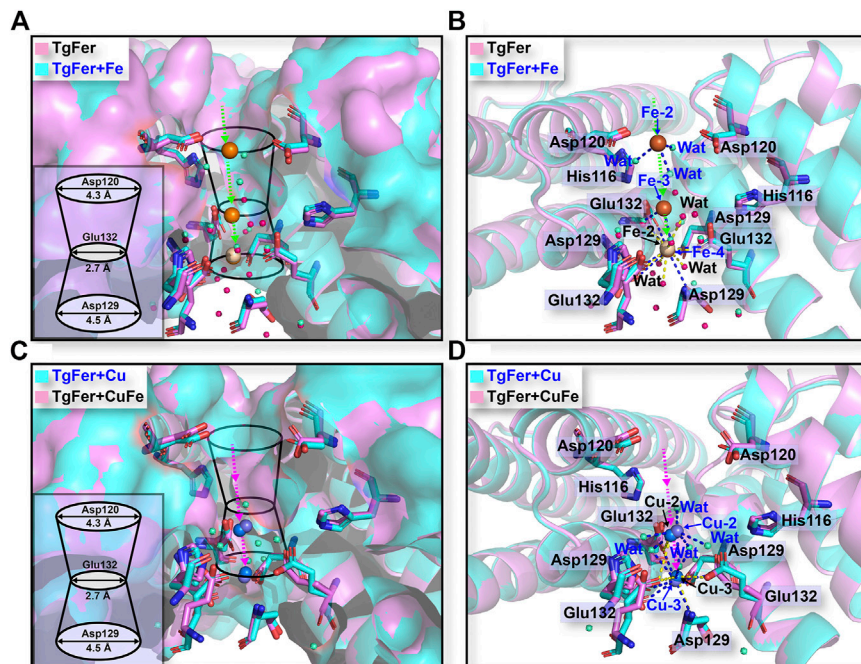 A
TgFer
TgFer+Fe
Asp120
4.3 Å
Glu132
2.7 Å
Asp129
4.5 Å
B
TgFer
TgFer+Fe
Fe-2
Asp120
Wat
Asp120
Wat
Wat
His116
Fe-3
His116
Glu132
Wat
Asp129
Asp129
Fe-2
Glu132
Fe-4
Wat
Wat
Glu132
Asp129
C
TgFer+Cu
TgFer+CuFe
Asp120
4.3 Å
Glu132
2.7 Å
Asp129
4.5 Å
D
TgFer+Cu
TgFer+CuFe
Asp120
Asp120
His116
Cu-2
Wat
Glu132
Cu-2
His116
Wat
Wat
Wat
Asp129
Asp129
Cu-3
Glu132
Cu-3
Glu132
Asp129